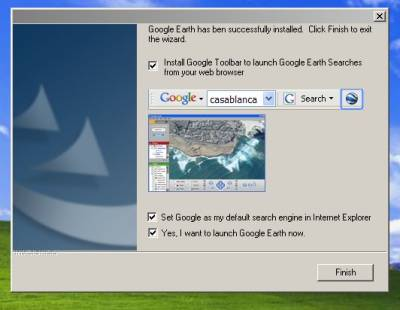 Google Earth has ben successfully installed. Click Finish to exit
the wizard.
Install Google Toolbar to launch Google Earth Searches
from your web browser
Google casablanca G Search
Set Google as my default search engine in Internet Explorer
Yes, I want to launch Google Earth now.
Finish